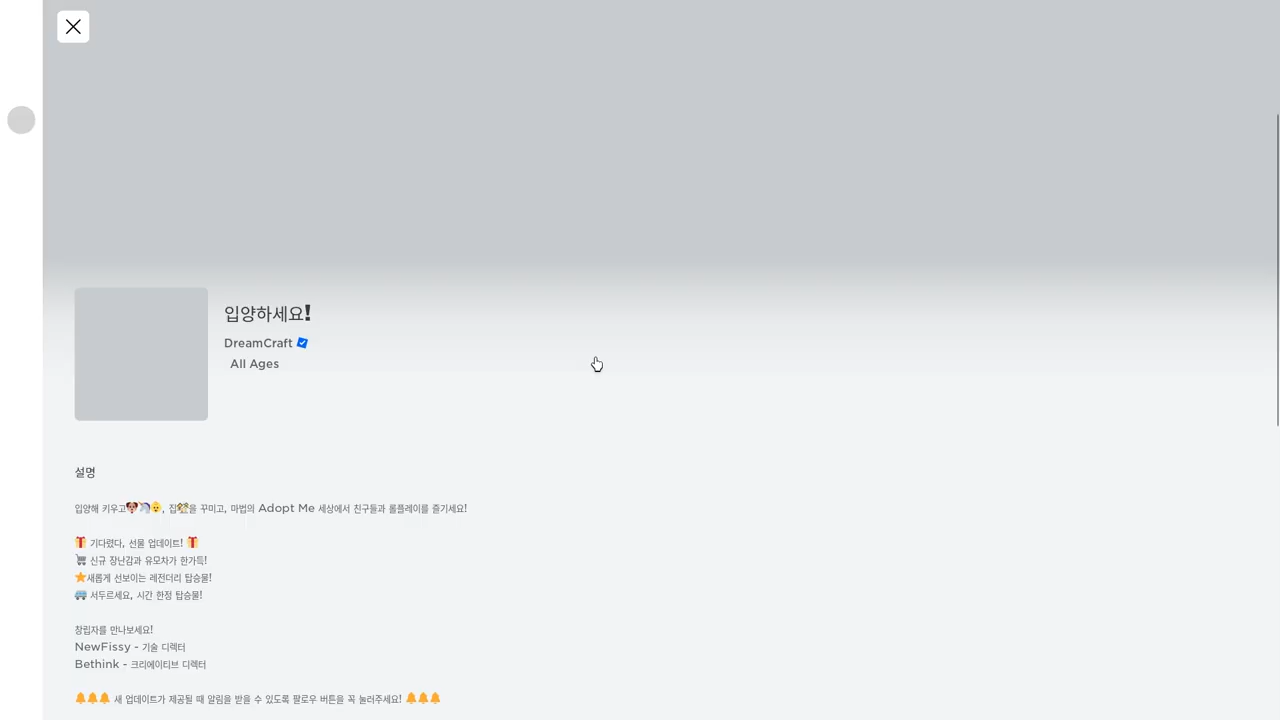 입양하세요!
DreamCraft
All Ages
설명
입양해 키우고🐶🦄👶, 집🏡을 꾸미고, 마법의 Adopt Me 세상에서 친구들과 롤플레이를 즐기세요!
🎁 기다렸다, 선물 업데이트! 🎁
🛒 신규 장난감과 유모차가 한가득!
⭐새롭게 선보이는 레전더리 탑승물!
🚐 서두르세요, 시간 한정 탑승물!
창립자를 만나보세요!
NewFissy - 기술 디렉터
Bethink - 크리에이티브 디렉터
🔔🔔🔔 새 업데이트가 제공될 때 알림을 받을 수 있도록 팔로우 버튼을 꼭 눌러주세요! 🔔🔔🔔